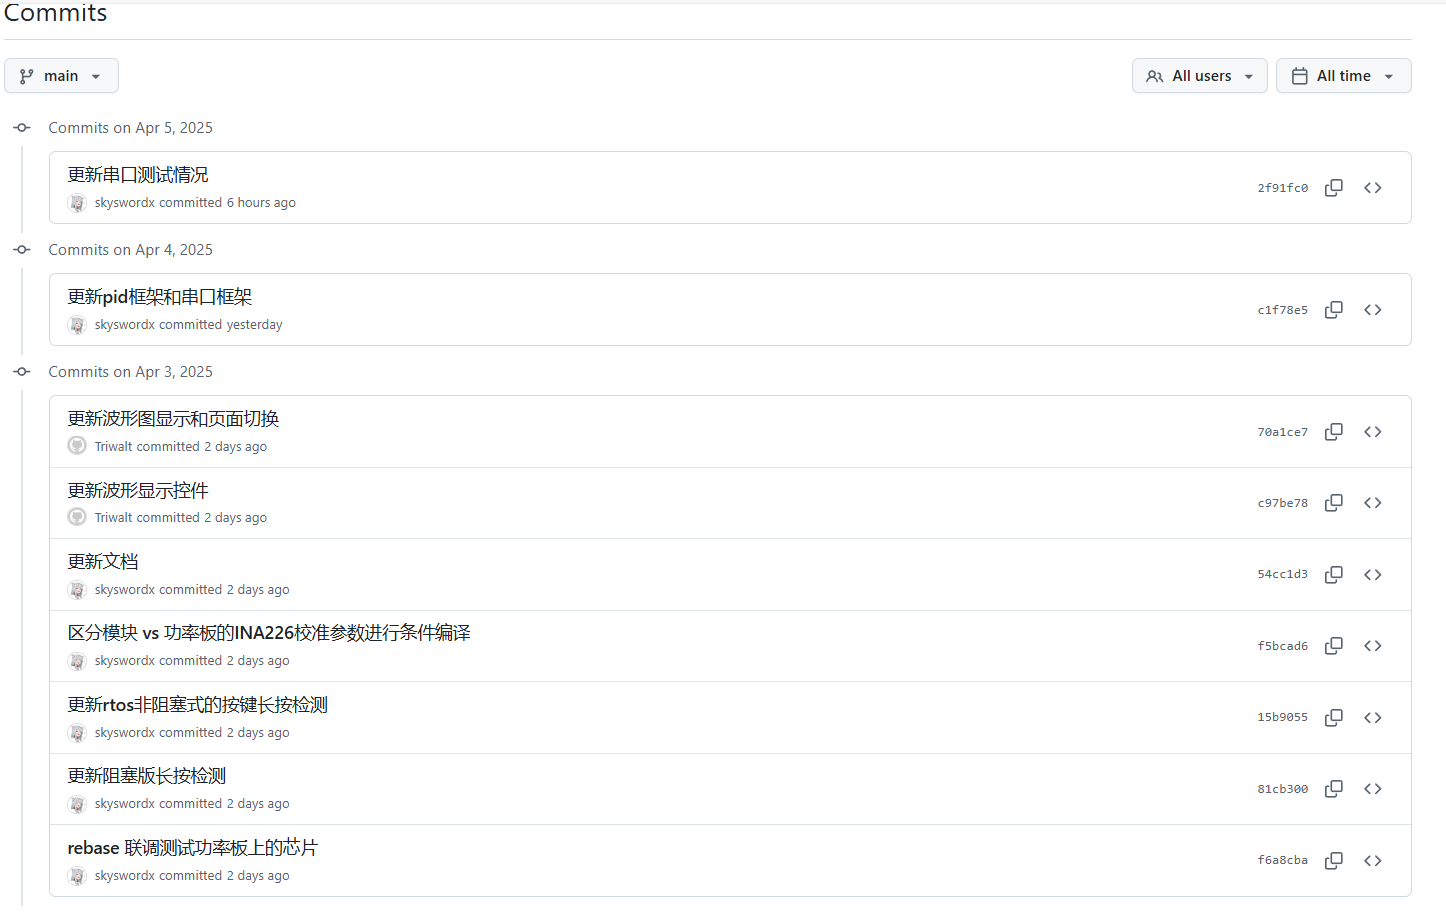 Commits
main
All users
All time
Commits on Apr 5, 2025
更新串口测试情况
skyswordx committed 6 hours ago
2f91fc0
Commits on Apr 4, 2025
更新pid框架和串口框架
skyswordx committed yesterday
c1f78e5
Commits on Apr 3, 2025
更新波形图显示和页面切换
Triwalt committed 2 days ago
70a1ce7
更新波形显示控件
Triwalt committed 2 days ago
c97be78
更新文档
skyswordx committed 2 days ago
54cc1d3
区分模块 vs 功率板的INA226校准参数进行条件编译
skyswordx committed 2 days ago
f5bcad6
更新rtos非阻塞式的按键长按检测
skyswordx committed 2 days ago
15b9055
更新阻塞版长按检测
skyswordx committed 2 days ago
81cb300
rebase 联调测试功率板上的芯片
skyswordx committed 2 days ago
f6a8cba